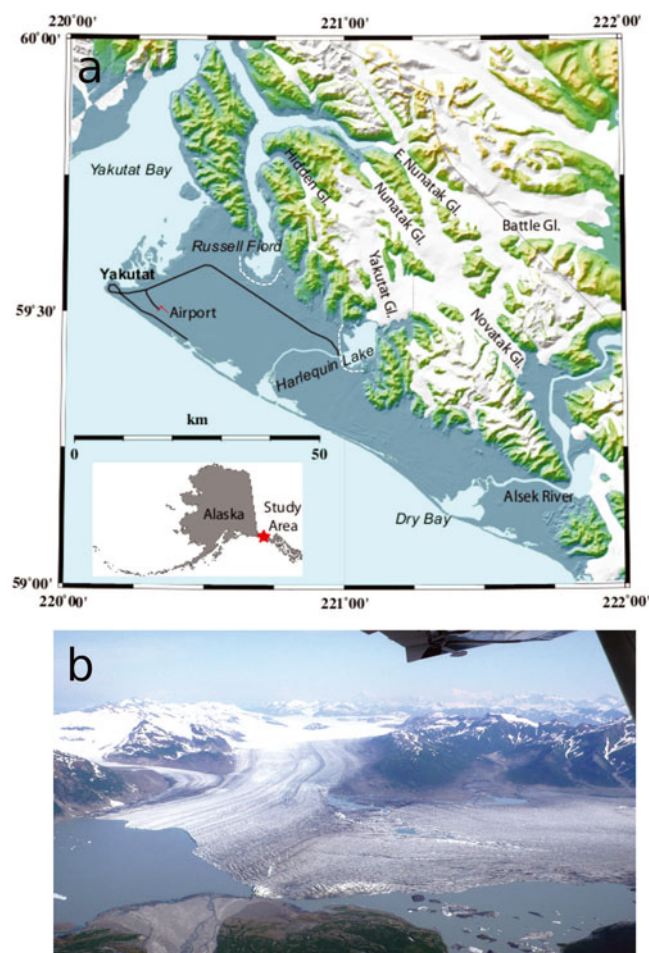 220°00'
221°00'
222°00'
60°00'
a
Yakutat Bay
Hidden Gl.
E. Nunatak Gl.
Nunatak Gl.
Battle Gl.
Russell Fiord
Yakutat
Yakutat Gl.
59°30'
Airport
Novatak Gl.
Harlequin Lake
km
0
50
Alaska
Study
Area
Alsek River
Dry Bay
59°00'
220°00'
221°00'
222°00'
b